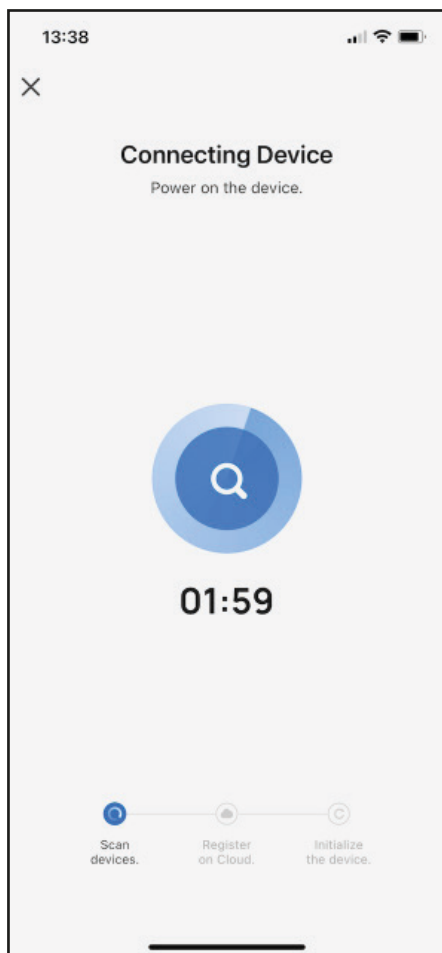 13:38
Connecting Device
Power on the device.
01:59
Scan
devices.
Register
on Cloud.
Initialize
the device.